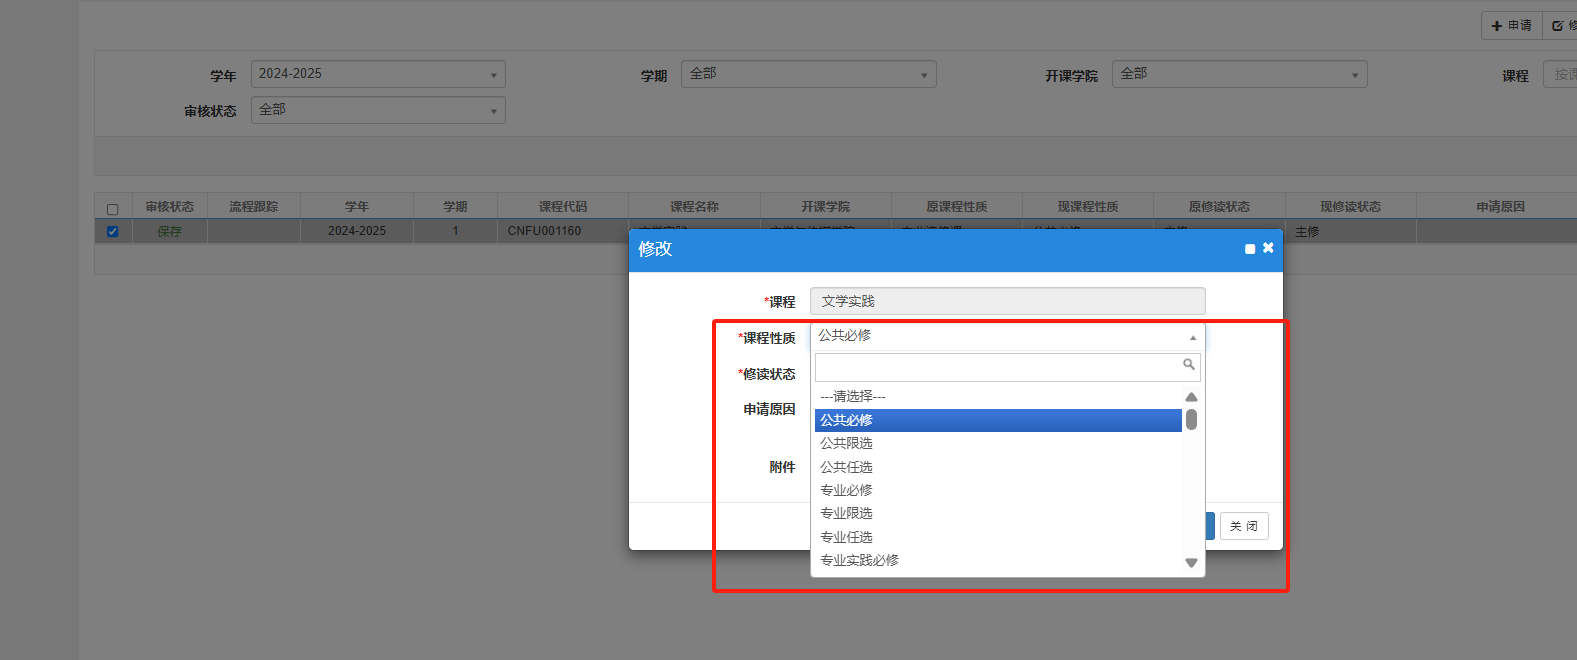 申请 修
学年 2024-2025 学期 全部 开课学院 全部 课程 按课
审核状态 全部
审核状态 流程跟踪 学年 学期 课程代码 课程名称 开课学院 原课程性质 现课程性质 原修读状态 现修读状态 申请原因
保存 2024-2025 1 CNFU001160 主修
修改
*课程 文学实践
*课程性质 公共必修
*修读状态
---请选择---
申请原因
公共必修
公共限选
附件
公共任选
专业必修
专业限选
关 闭
专业任选
专业实践必修